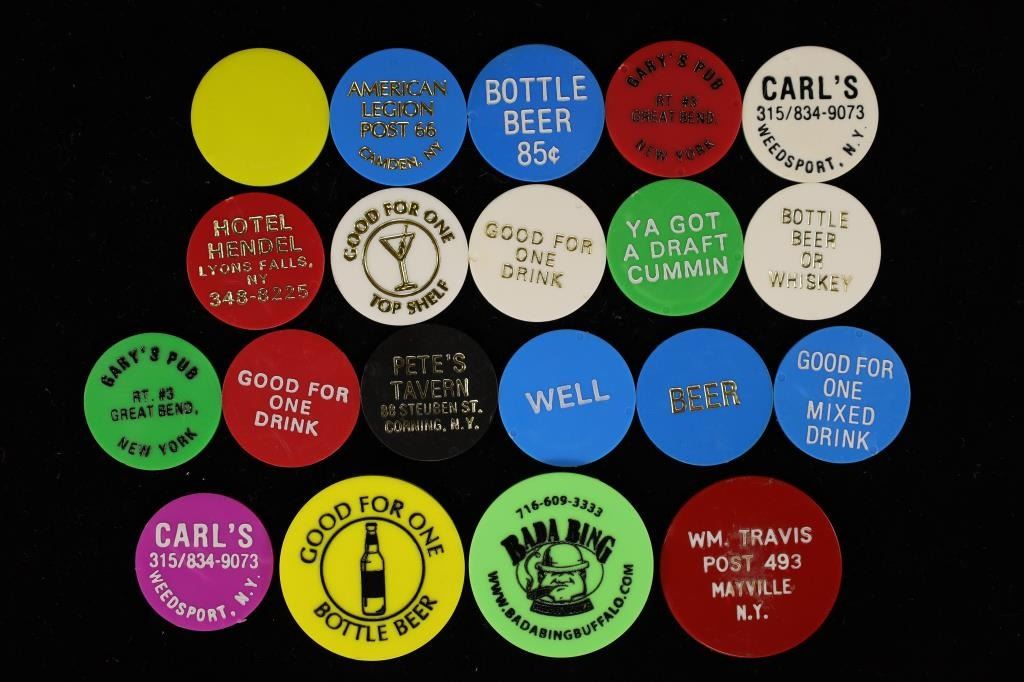 AMERICAN
LEGION
POST 66
CAMDEN, NY
BOTTLE
BEER
85¢
GARY'S PUB
RT #3
GREAT BEND,
NEW YORK
CARL'S
315/834-9073
WEEDSPORT, N.Y.
HOTEL
HENDEL
LYONS FALLS,
NY
348-8225
GOOD FOR ONE
TOP SHELF
GOOD FOR
ONE
DRINK
YA GOT
A DRAFT
CUMMIN
BOTTLE
BEER
OR
WHISKEY
GARY'S PUB
RT. #3
GREAT BEND,
NEW YORK
GOOD FOR
ONE
DRINK
PETE'S
TAVERN
88 STEUBEN ST.
CORNING, N.Y.
WELL
BEER
GOOD FOR
ONE
MIXED
DRINK
CARL'S
315/834-9073
WEEDSPORT, N.Y.
GOOD FOR ONE
BOTTLE BEER
716-609-3333
BADA BING
WWW.BADABINGBUFFALO.COM
WM. TRAVIS
POST 493
MAYVILLE
N.Y.